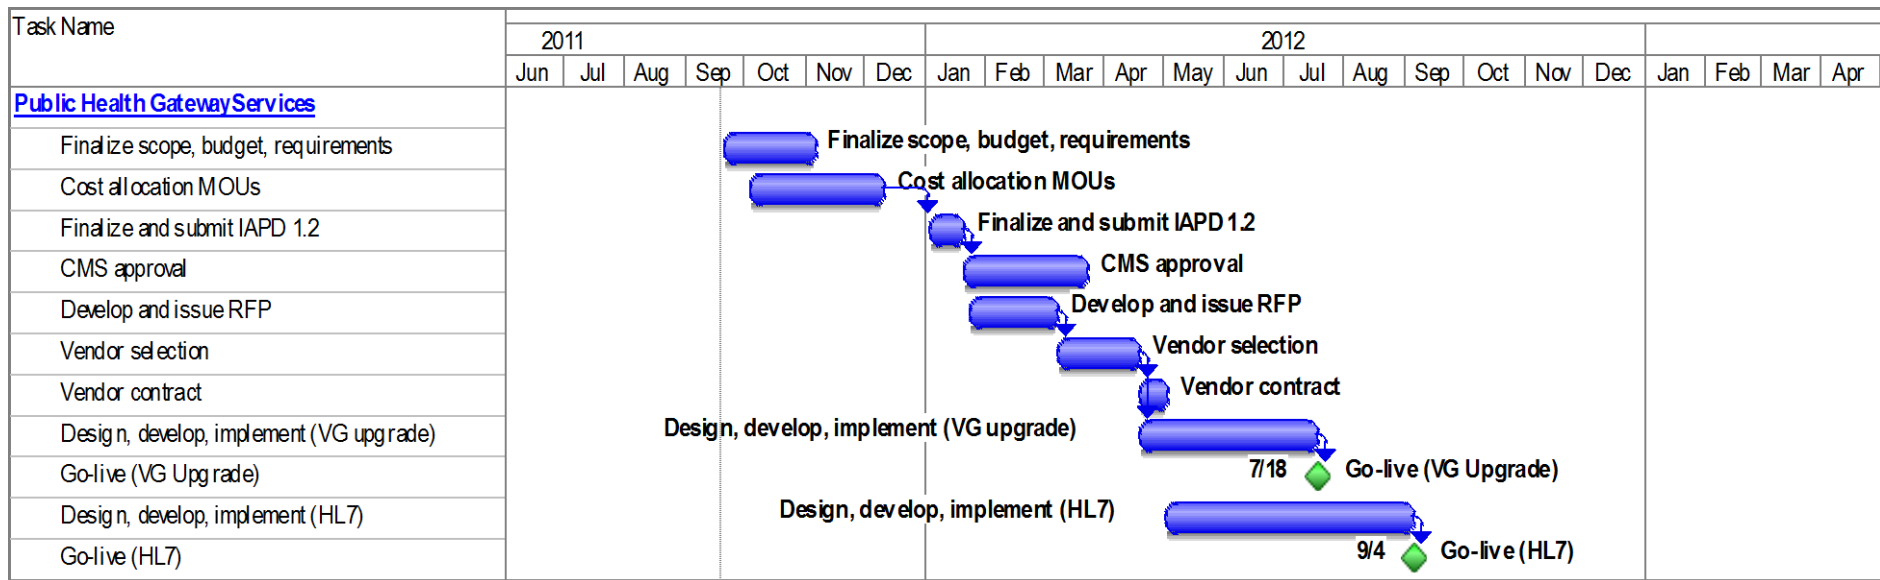 Task Name
2011
2012
Jun Jul Aug Sep Oct Nov Dec Jan Feb Mar Apr May Jun Jul Aug Sep Oct Nov Dec Jan Feb Mar Apr
Public Health Gateway Services
Finalize scope, budget, requirements
Finalize scope, budget, requirements
Cost allocation MOUs
Cost allocation MOUs
Finalize and submit IAPD 1.2
Finalize and submit IAPD 1.2
CMS approval
CMS approval
Develop and issue RFP
Develop and issue RFP
Vendor selection
Vendor selection
Vendor contract
Vendor contract
Design, develop, implement (VG upgrade)
Design, develop, implement (VG upgrade)
Go-live (VG Upgrade)
7/18 Go-live (VG Upgrade)
Design, develop, implement (HL7)
Design, develop, implement (HL7)
Go-live (HL7)
9/4 Go-live (HL7)